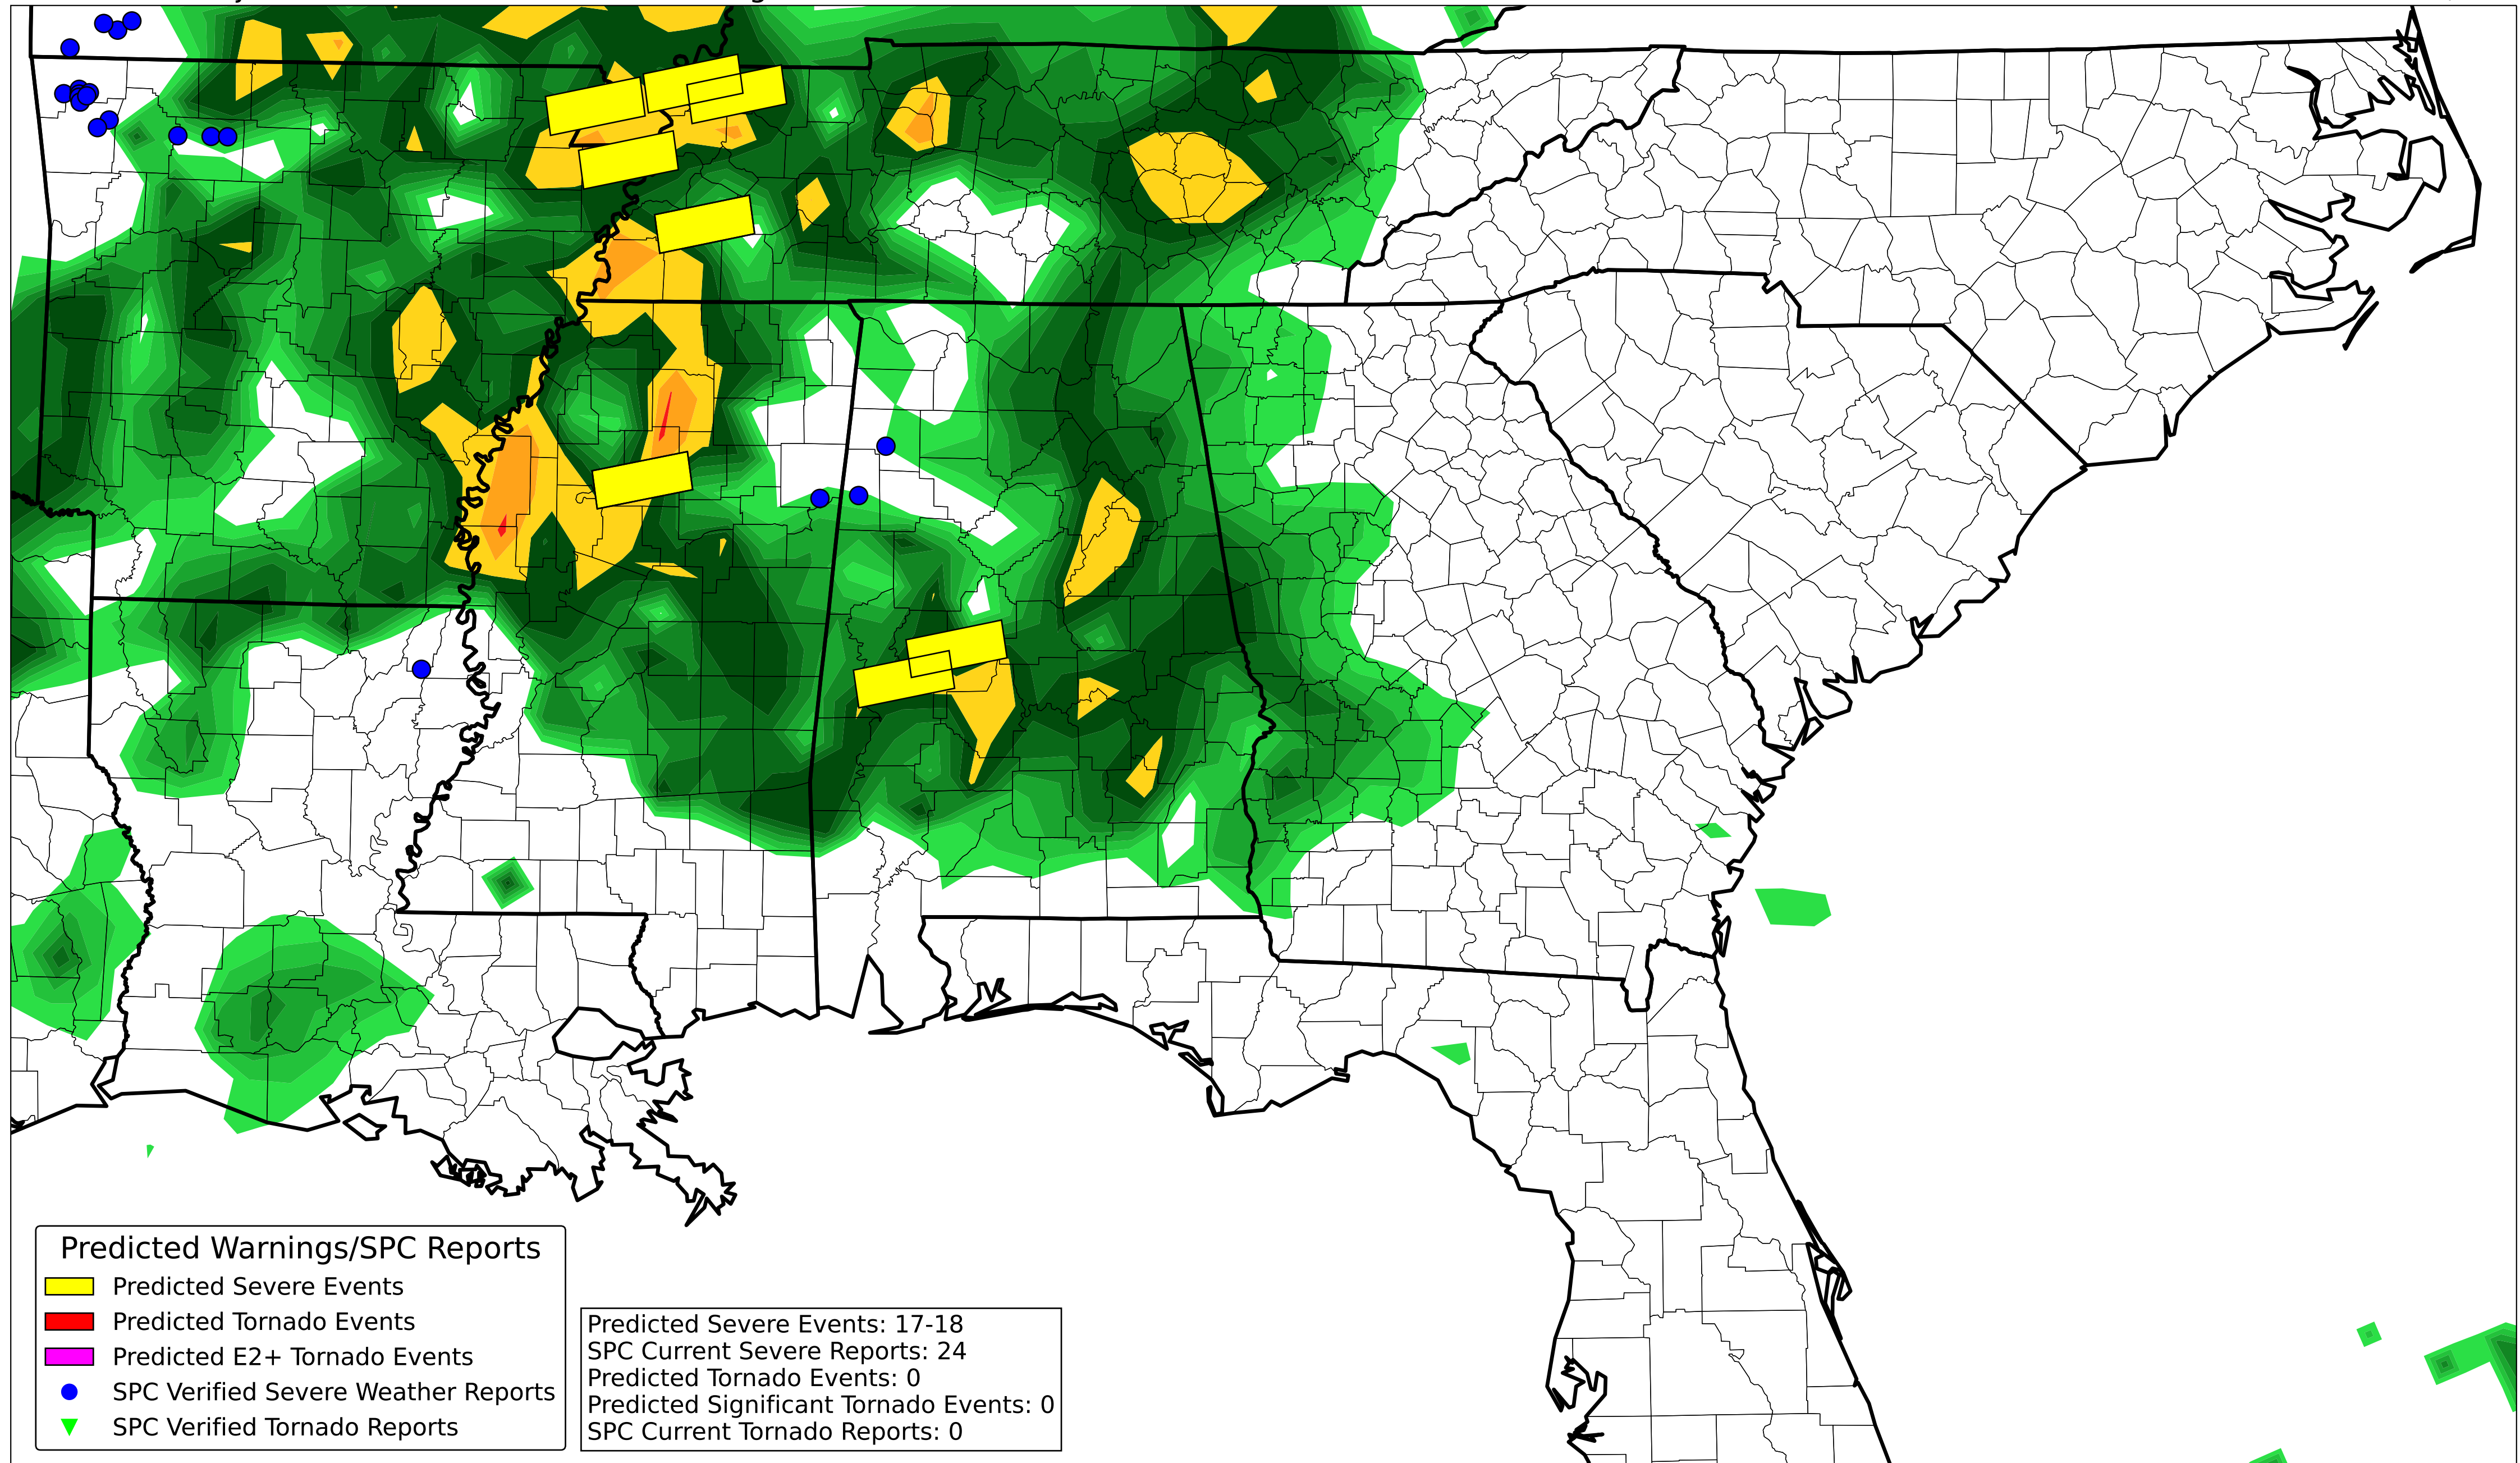 Predicted Warnings/SPC Reports
Predicted Severe Events
Predicted Tornado Events
Predicted E2+ Tornado Events
SPC Verified Severe Weather Reports
SPC Verified Tornado Reports
Predicted Severe Events: 17-18
SPC Current Severe Reports: 24
Predicted Tornado Events: 0
Predicted Significant Tornado Events: 0
SPC Current Tornado Reports: 0